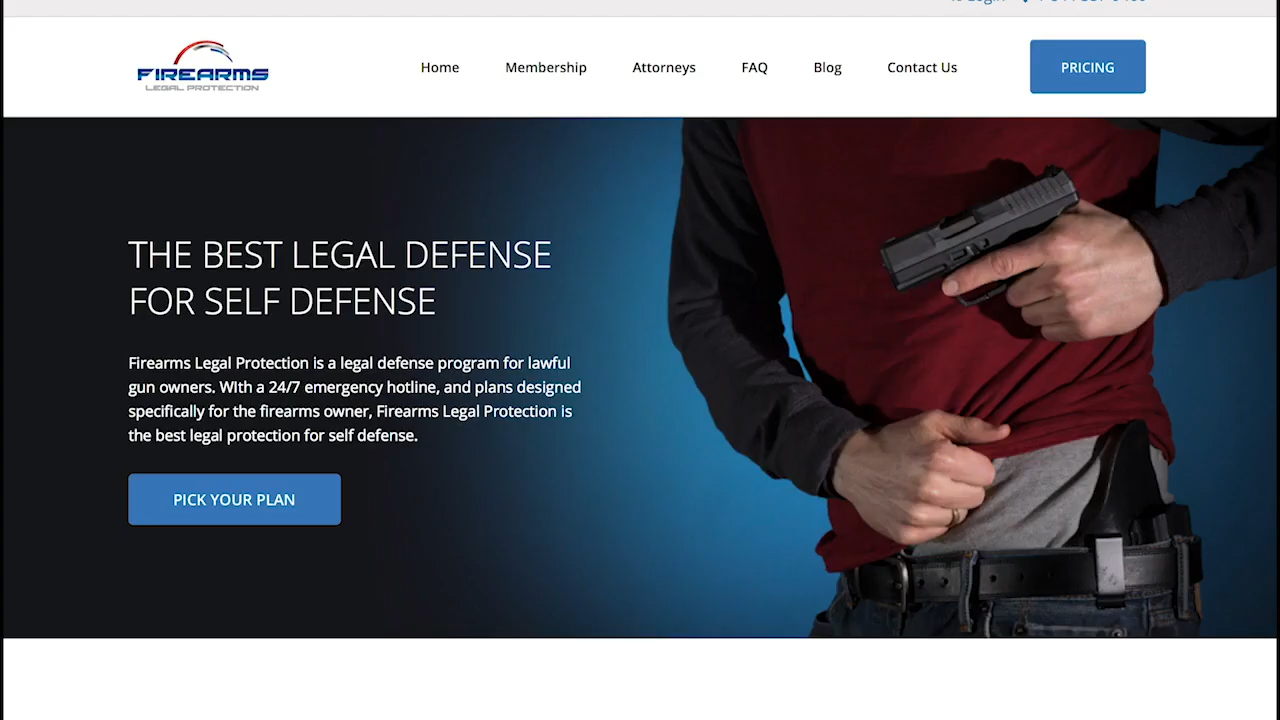 FIREARMS
LEGAL PROTECTION
Home
Membership
Attorneys
FAQ
Blog
Contact Us
PRICING
THE BEST LEGAL DEFENSE
FOR SELF DEFENSE
Firearms Legal Protection is a legal defense program for lawful
gun owners. WIth a 24/7 emergency hotline, and plans designed
specifically for the firearms owner, Firearms Legal Protection is
the best legal protection for self defense.
PICK YOUR PLAN